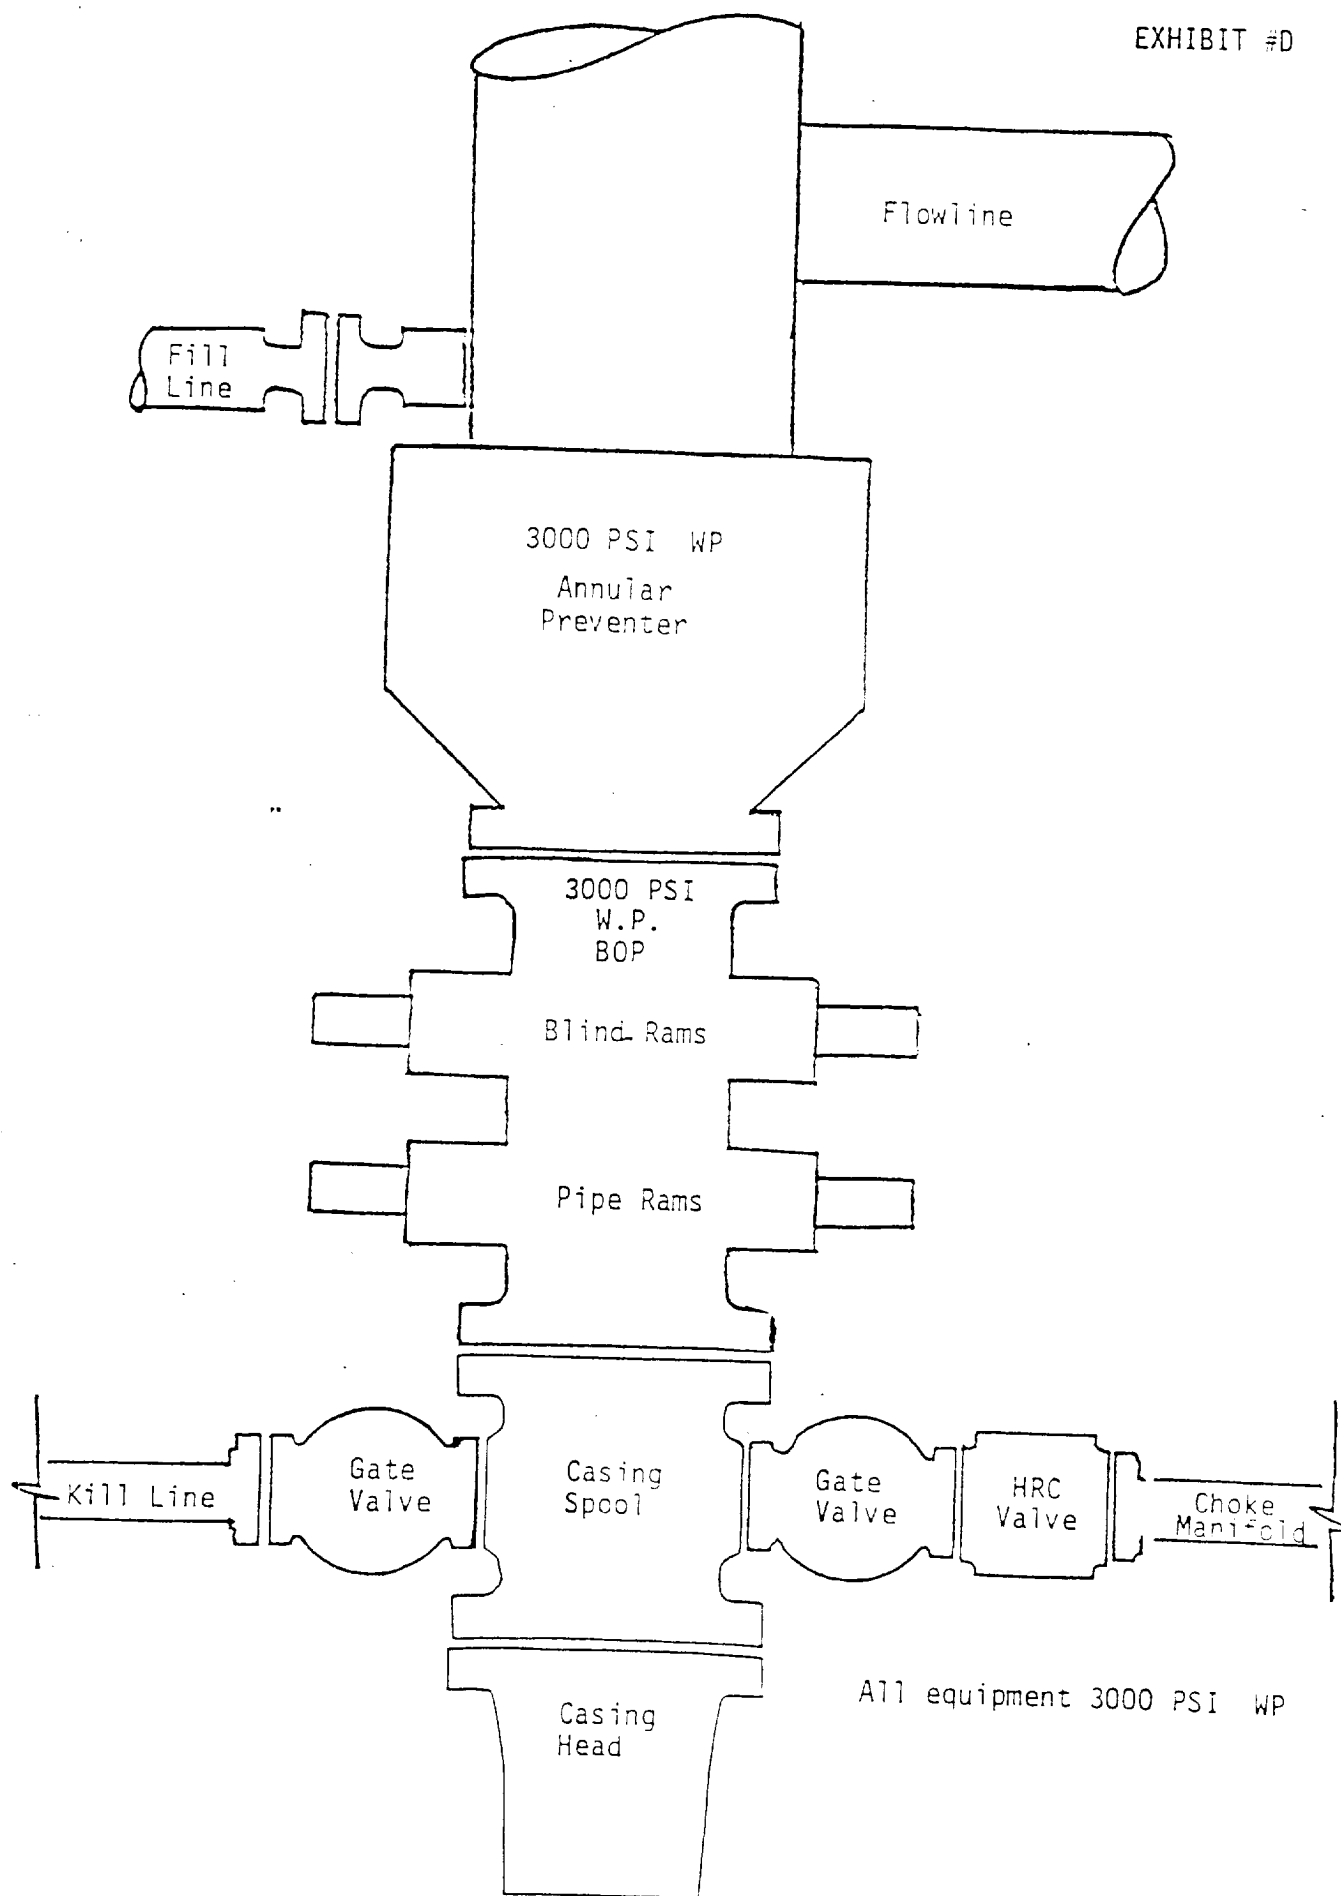 EXHIBIT #D
Flowline
Fill
Line
3000 PSI WP
Annular
Preventer
3000 PSI
W.P.
BOP
Blind Rams
Pipe Rams
Kill Line
Gate
Valve
Casing
Spool
Gate
Valve
HRC
Valve
Choke
Manifold
All equipment 3000 PSI WP
Casing
Head